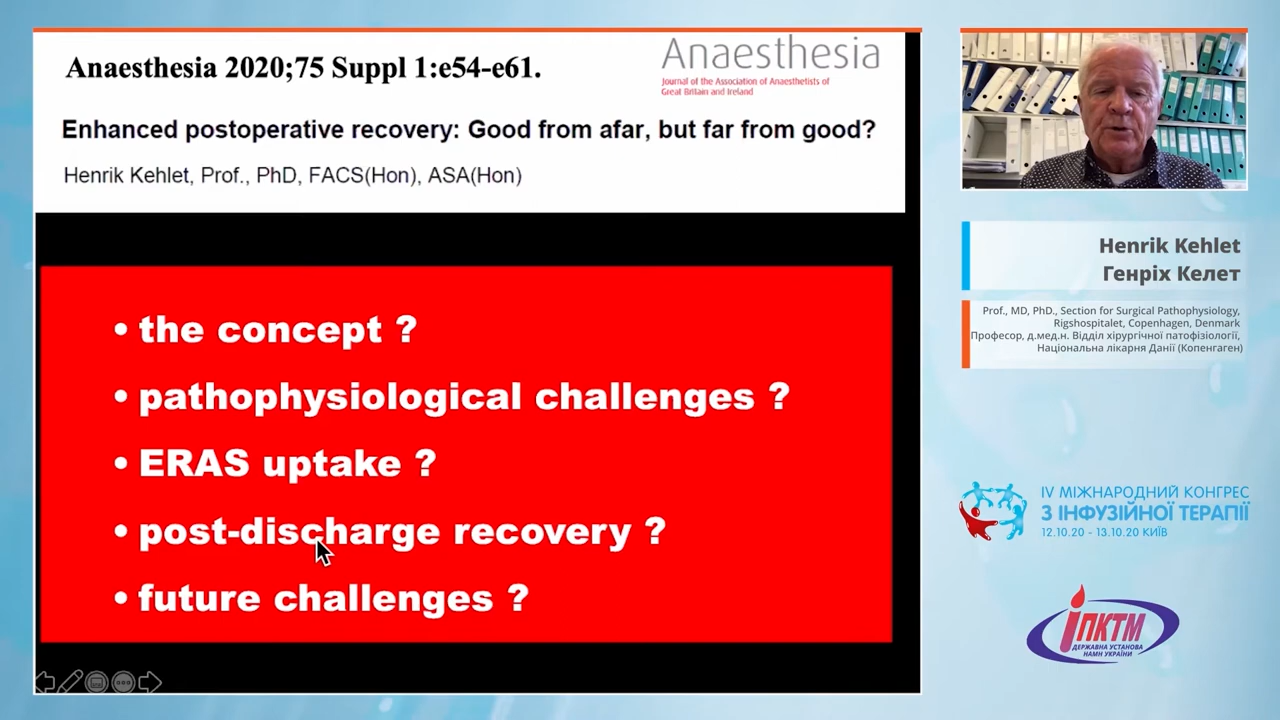 Anaesthesia 2020;75 Suppl 1:e54-e61.
Anaesthesia
Journal of the Association of Anaesthetists of
Great Britain and Ireland
Enhanced postoperative recovery: Good from afar, but far from good?
Henrik Kehlet, Prof., PhD, FACS(Hon), ASA(Hon)
• the concept ?
• pathophysiological challenges ?
• ERAS uptake ?
• post-discharge recovery ?
• future challenges ?
Henrik Kehlet
Генріх Келет
Prof., MD, PhD., Section for Surgical Pathophysiology,
Rigshospitalet, Copenhagen, Denmark
Професор, д.мед.н. Відділ хірургічної патофізіології,
Національна лікарня Данії (Копенгаген)
IV МІЖНАРОДНИЙ КОНГРЕС
З ІНФУЗІЙНОЇ ТЕРАПІЇ
12.10.20 - 13.10.20 КИЇВ
ІПКТМ
ДЕРЖАВНА УСТАНОВА
НАМН УКРАЇНИ